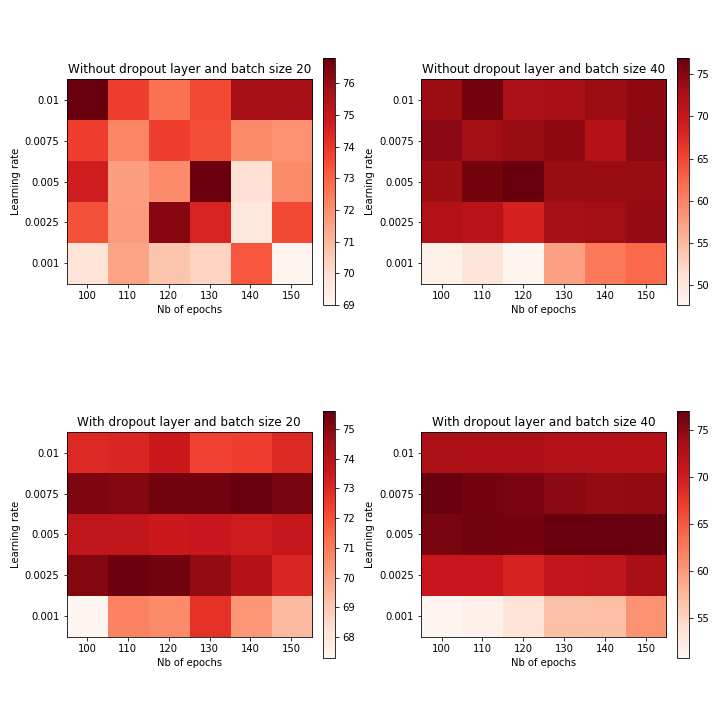 Without dropout layer and batch size 20
Learning rate
0.01
0.0075
0.005
0.0025
0.001
100 110 120 130 140 150
Nb of epochs
76
75
74
73
72
71
70
69
Without dropout layer and batch size 40
Learning rate
0.01
0.0075
0.005
0.0025
0.001
100 110 120 130 140 150
Nb of epochs
75
70
65
60
55
50
With dropout layer and batch size 20
Learning rate
0.01
0.0075
0.005
0.0025
0.001
100 110 120 130 140 150
Nb of epochs
75
74
73
72
71
70
69
68
With dropout layer and batch size 40
Learning rate
0.01
0.0075
0.005
0.0025
0.001
100 110 120 130 140 150
Nb of epochs
75
70
65
60
55